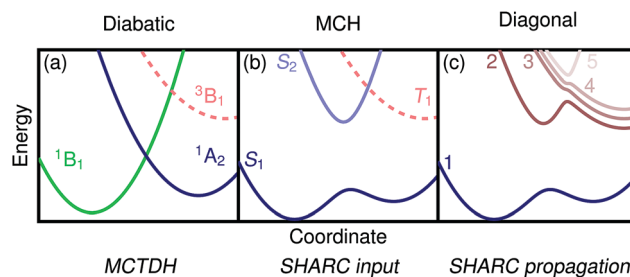 Diabatic MCH Diagonal
(a) (b) S₂ (c) 2 3 5
4
³B₁ T₁
¹B₁ ¹A₂ S₁ 1
Energy
Coordinate
MCTDH SHARC input SHARC propagation